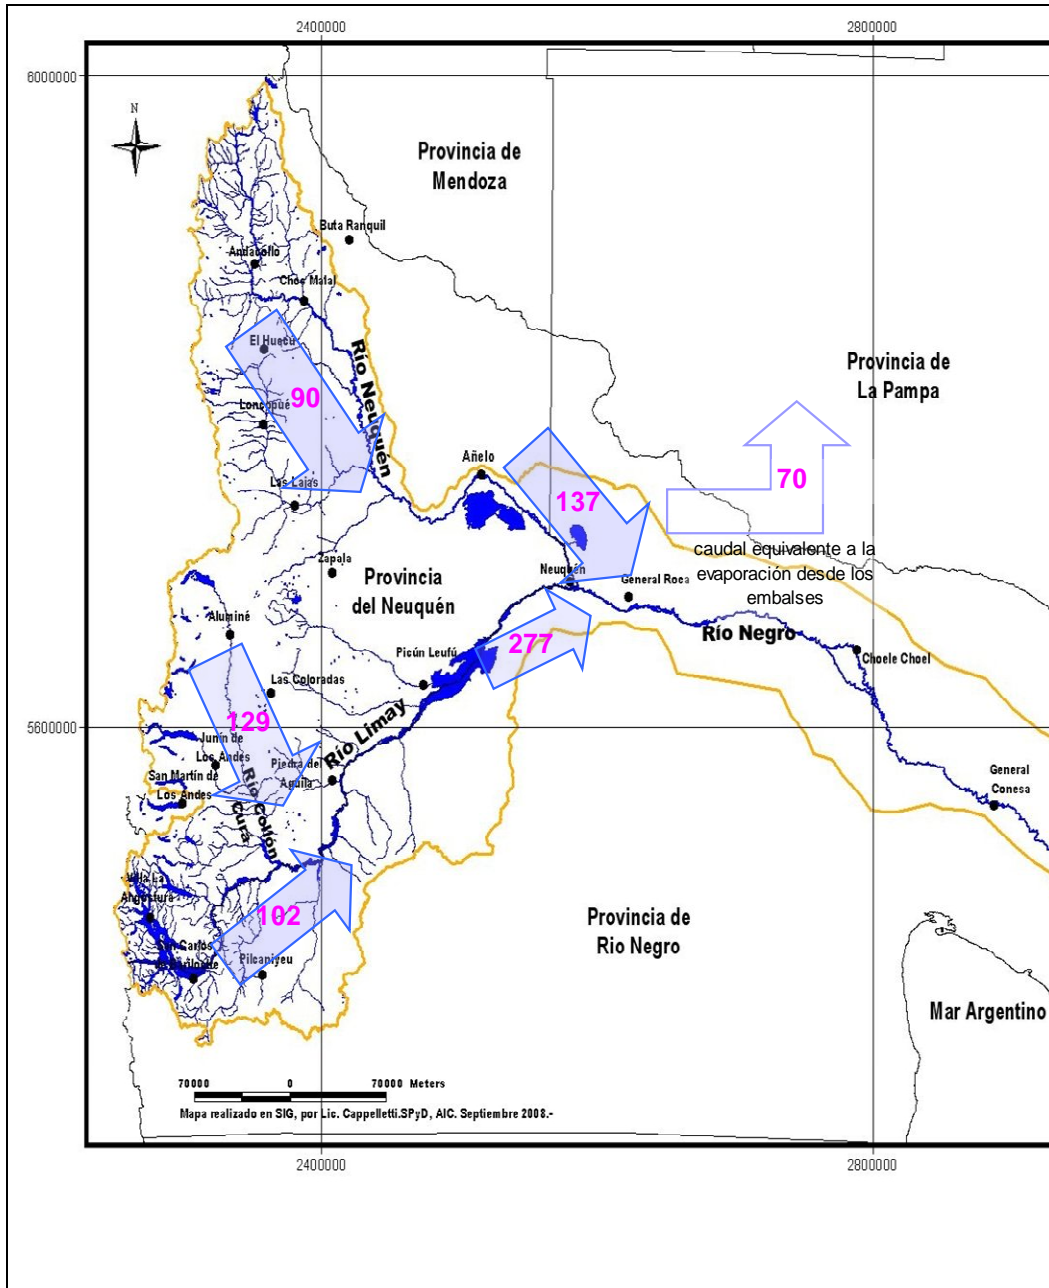 2400000
2800000
6000000
N
Provincia de
Mendoza
Buta Ranquil
Andacollo
Chos Malal
El Huecú
Río Neuquén
Provincia de
La Pampa
90
Loncopué
Añelo
70
Las Lajas
137
caudal equivalente a la
evaporación desde los
embalses
Zapala
Provincia
del Neuquén
Neuquén
General Roca
Aluminé
Río Negro
277
Picún Leufú
Choele Choel
Las Coloradas
129
5600000
Río Limay
Junín de
Los Andes
Piedra del
Aguila
San Martín de
Los Andes
Río Collón
Cura
General
Conesa
Villa La
Angostura
102
Provincia de
Rio Negro
San Carlos
de Bariloche
Pilcaniyeu
Mar Argentino
70000 0 70000 Meters
Mapa realizado en SIG, por Lic. Cappelletti.SPyD, AIC. Septiembre 2008.-
2400000
2800000